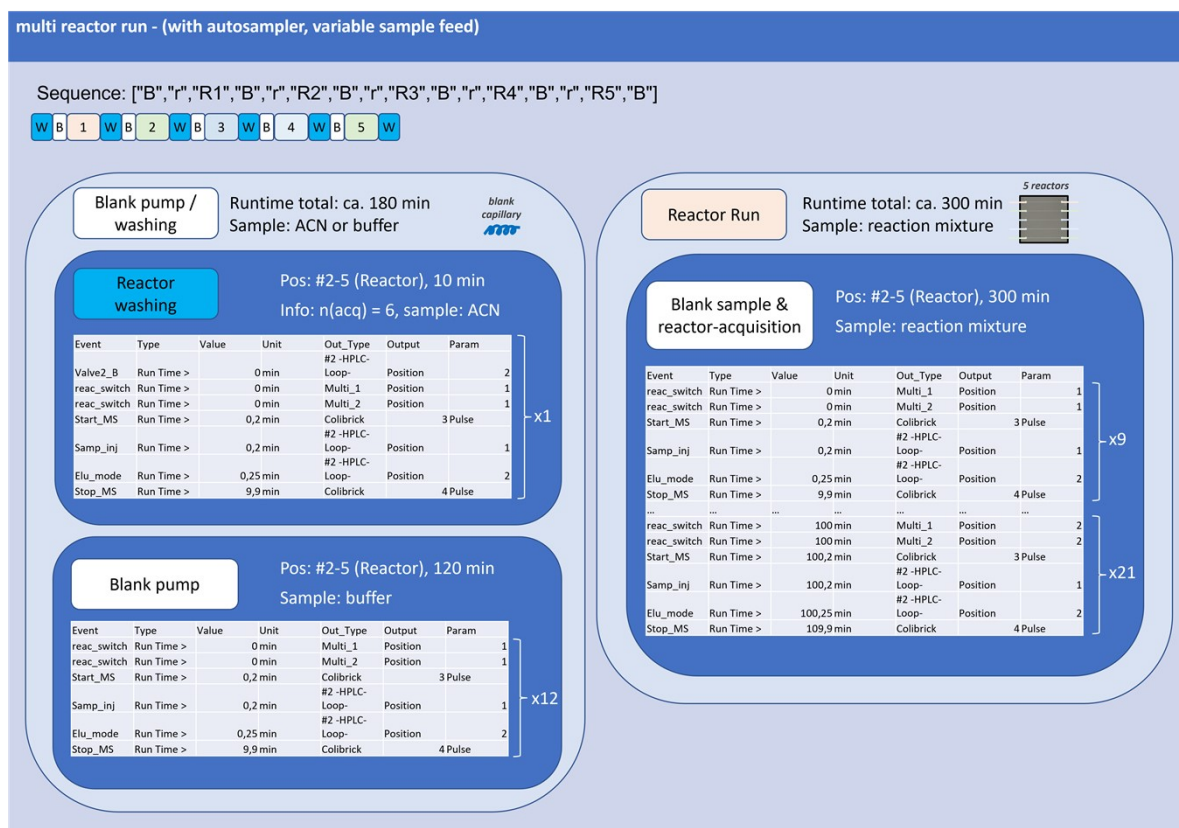 multi reactor run - (with autosampler, variable sample feed)
Sequence: ["B","r","R1","B","r","R2","B","r","R3","B","r","R4","B","r","R5","B"]
W B 1 W B 2 W B 3 W B 4 W B 5 W
Blank pump /
washing
Runtime total: ca. 180 min
Sample: ACN or buffer
blank
capillary
Reactor
washing
Pos: #2-5 (Reactor), 10 min
Info: n(acq) = 6, sample: ACN
Event Type Value Unit Out_Type Output Param
#2 -HPLC-
Valve2_B Run Time > 0 min Loop- Position 2
reac_switch Run Time > 0 min Multi_1 Position 1
reac_switch Run Time > 0 min Multi_2 Position 1
Start_MS Run Time > 0,2 min Colibrick 3 Pulse
#2 -HPLC-
Samp_inj Run Time > 0,2 min Loop- Position 1
#2 -HPLC-
Elu_mode Run Time > 0,25 min Loop- Position 2
Stop_MS Run Time > 9,9 min Colibrick 4 Pulse
x1
Blank pump
Pos: #2-5 (Reactor), 120 min
Sample: buffer
Event Type Value Unit Out_Type Output Param
reac_switch Run Time > 0 min Multi_1 Position 1
reac_switch Run Time > 0 min Multi_2 Position 1
Start_MS Run Time > 0,2 min Colibrick 3 Pulse
#2 -HPLC-
Samp_inj Run Time > 0,2 min Loop- Position 1
#2 -HPLC-
Elu_mode Run Time > 0,25 min Loop- Position 2
Stop_MS Run Time > 9,9 min Colibrick 4 Pulse
x12
Reactor Run
Runtime total: ca. 300 min
Sample: reaction mixture
5 reactors
Blank sample &
reactor-acquisition
Pos: #2-5 (Reactor), 300 min
Sample: reaction mixture
Event Type Value Unit Out_Type Output Param
reac_switch Run Time > 0 min Multi_1 Position 1
reac_switch Run Time > 0 min Multi_2 Position 1
Start_MS Run Time > 0,2 min Colibrick 3 Pulse
#2 -HPLC-
Samp_inj Run Time > 0,2 min Loop- Position 1
#2 -HPLC-
Elu_mode Run Time > 0,25 min Loop- Position 2
Stop_MS Run Time > 9,9 min Colibrick 4 Pulse
x9
... ... ... ... ... ... ...
reac_switch Run Time > 100 min Multi_1 Position 2
reac_switch Run Time > 100 min Multi_2 Position 2
Start_MS Run Time > 100,2 min Colibrick 3 Pulse
#2 -HPLC-
Samp_inj Run Time > 100,2 min Loop- Position 1
#2 -HPLC-
Elu_mode Run Time > 100,25 min Loop- Position 2
Stop_MS Run Time > 109,9 min Colibrick 4 Pulse
x21